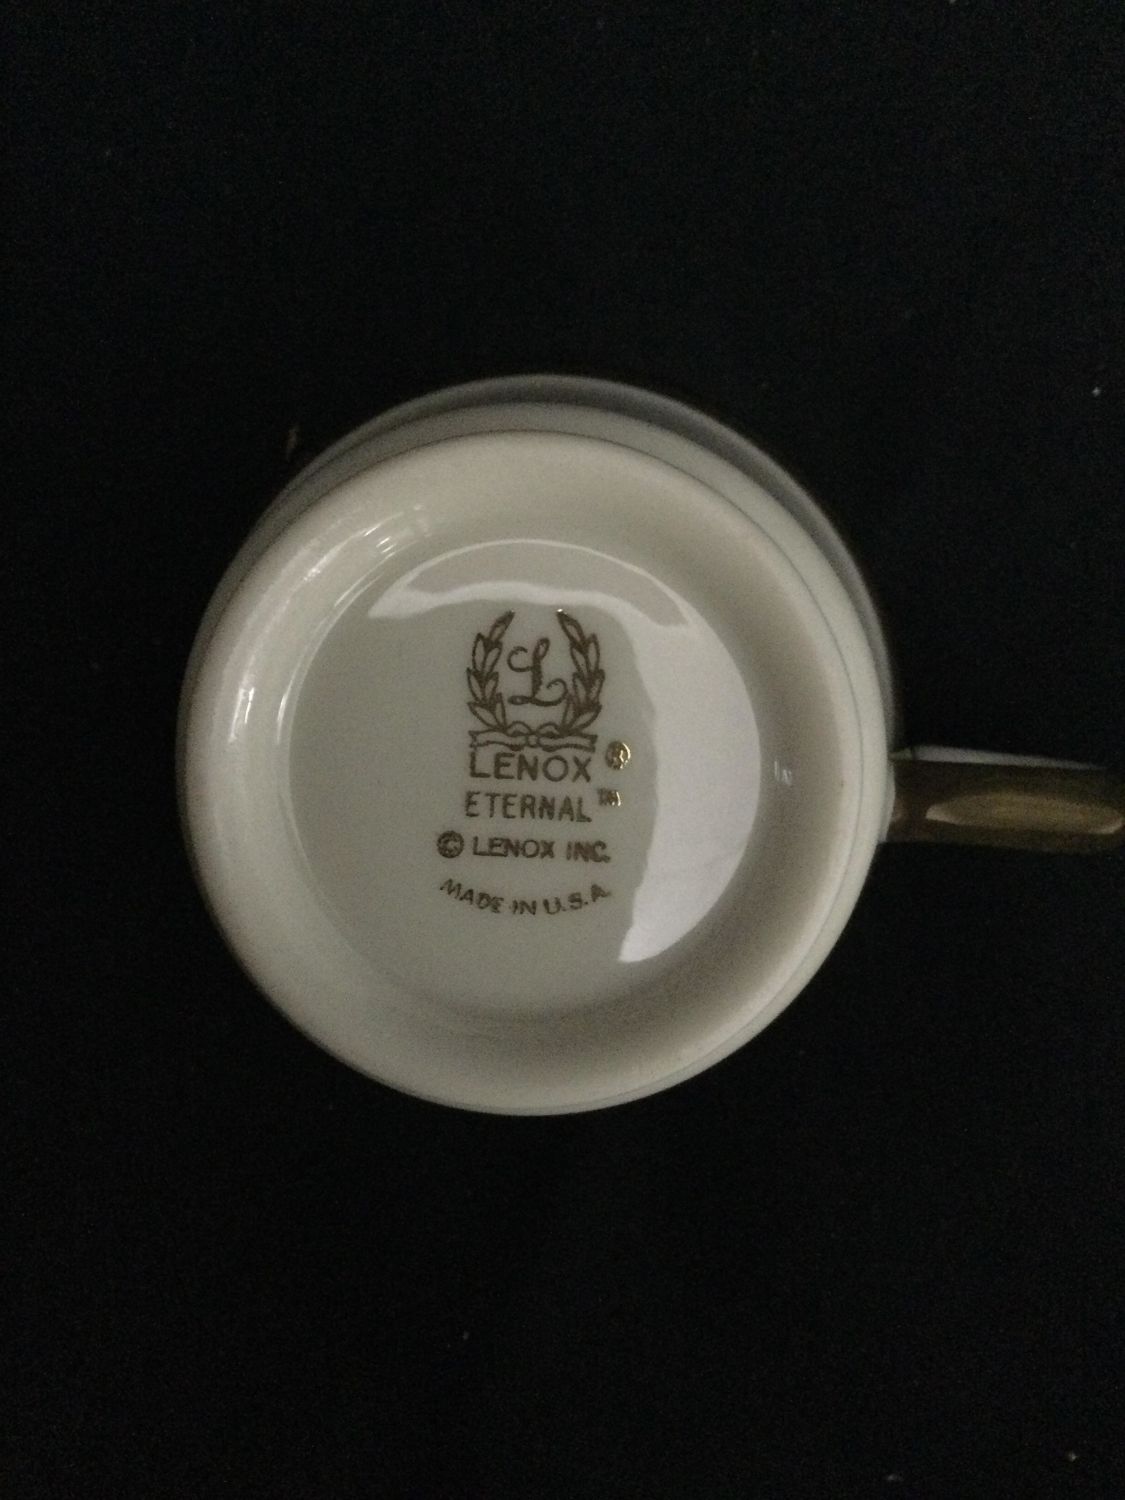 L
LENOX®
ETERNAL™
© LENOX INC.
MADE IN U.S.A.